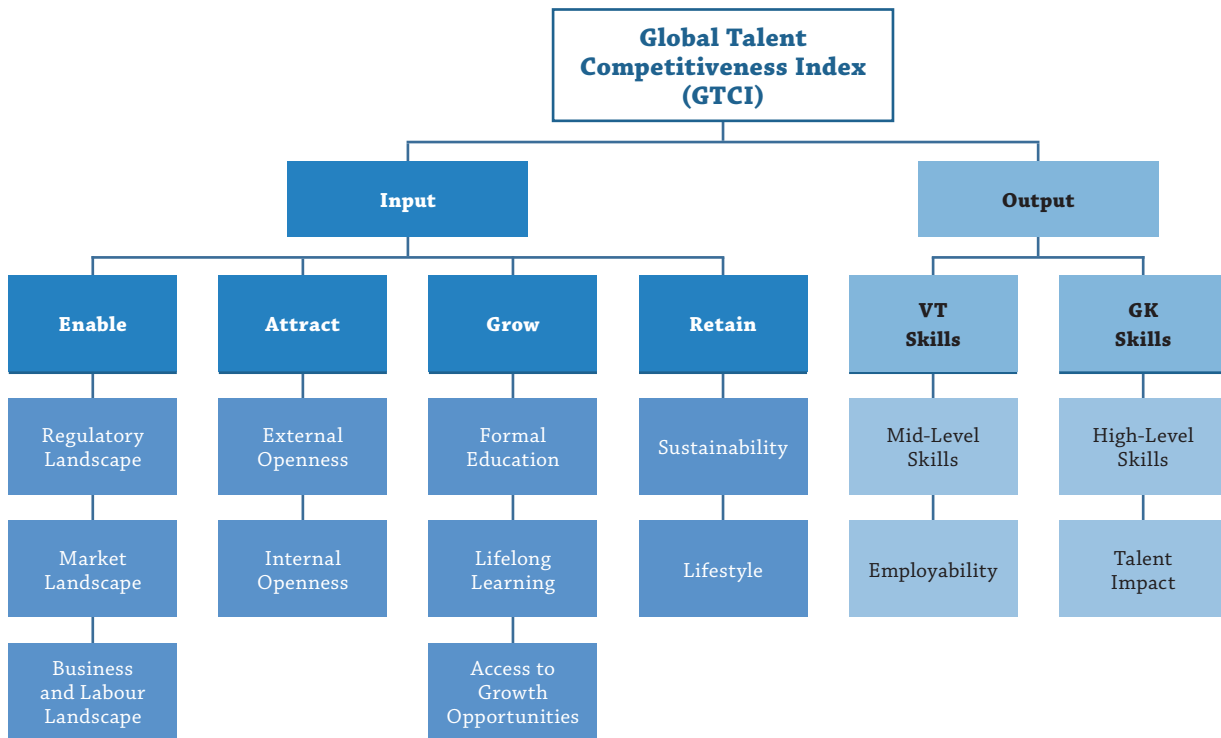 Global Talent
Competitiveness Index
(GTCI)
Input
Output
Enable
Attract
Grow
Retain
VT
Skills
GK
Skills
Regulatory
Landscape
External
Openness
Formal
Education
Sustainability
Mid-Level
Skills
High-Level
Skills
Market
Landscape
Internal
Openness
Lifelong
Learning
Lifestyle
Employability
Talent
Impact
Business
and Labour
Landscape
Access to
Growth
Opportunities